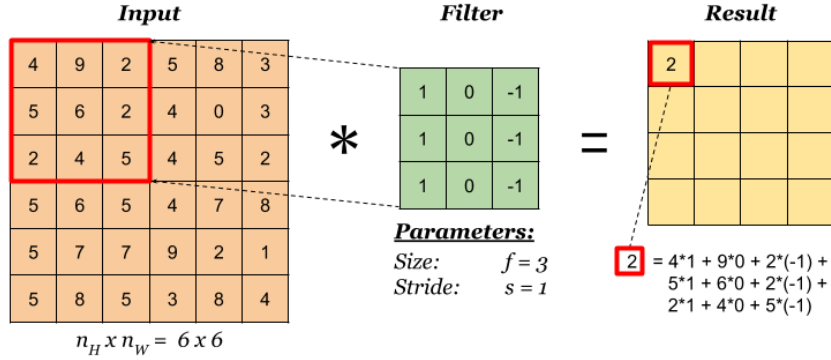 Input
Filter
Result
4 9 2 5 8 3
5 6 2 4 0 3
2 4 5 4 5 2
5 6 5 4 7 8
5 7 7 9 2 1
5 8 5 3 8 4
n_H x n_W = 6 x 6
*
1 0 -1
1 0 -1
1 0 -1
Parameters:
Size: f = 3
Stride: s = 1
=
2
2 = 4*1 + 9*0 + 2*(-1) +
5*1 + 6*0 + 2*(-1) +
2*1 + 4*0 + 5*(-1)